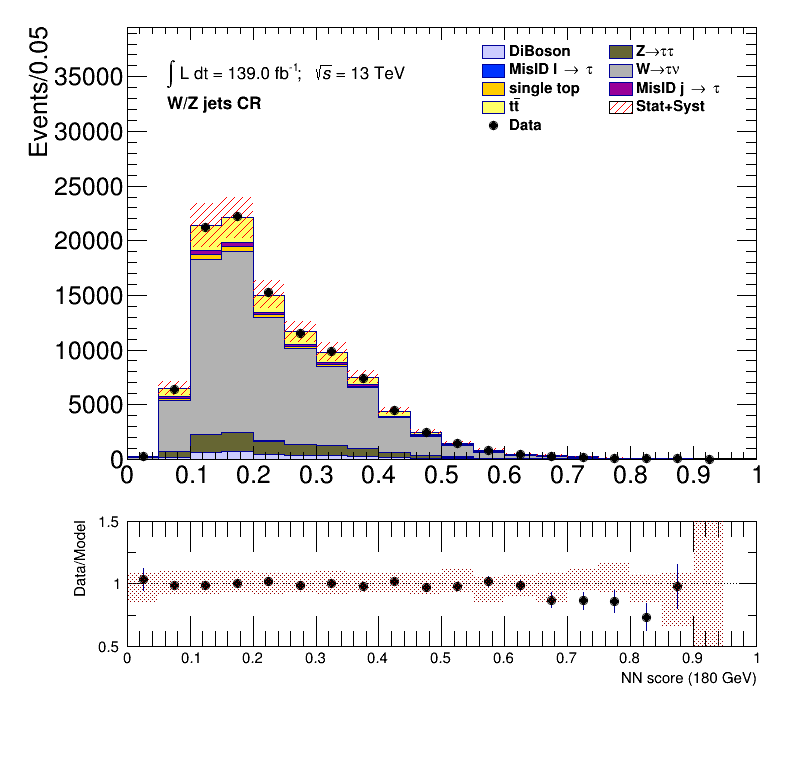 Events/0.05
∫ L dt = 139.0 fb⁻¹; √s = 13 TeV
W/Z jets CR
DiBoson
MisID l → τ
single top
tt̄
Data
Z→ττ
W→τν
MisID j → τ
Stat+Syst
35000
30000
25000
20000
15000
10000
5000
0
0 0.1 0.2 0.3 0.4 0.5 0.6 0.7 0.8 0.9 1
Data/Model
1.5
1
0.5
0 0.1 0.2 0.3 0.4 0.5 0.6 0.7 0.8 0.9 1
NN score (180 GeV)